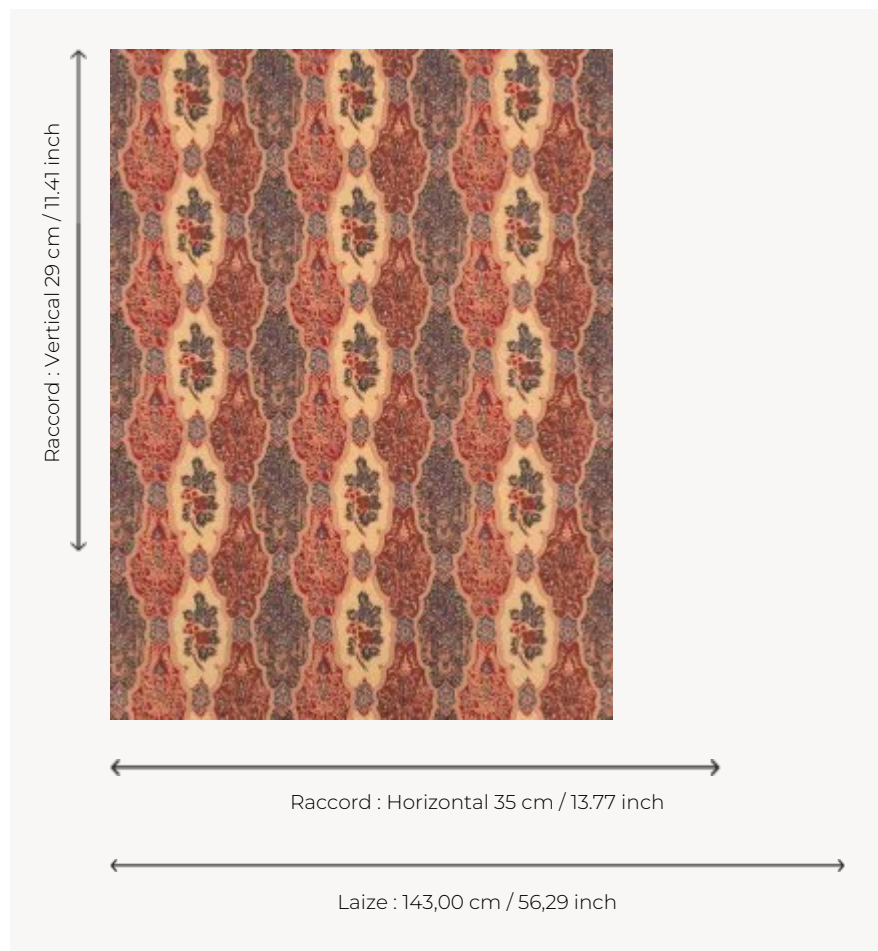 Raccord : Vertical 29 cm / 11.41 inch
Raccord : Horizontal 35 cm / 13.77 inch
Laize : 143,00 cm / 56,29 inch